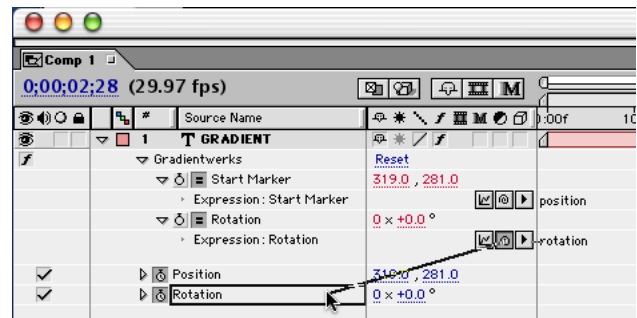 Comp 1
0;00;02;28 (29.97 fps)
# Source Name :00f 10
1 T GRADIENT
Gradientwerks Reset
Start Marker 319.0 , 281.0
Expression : Start Marker position
Rotation 0 × +0.0 °
Expression : Rotation rotation
Position 319.0 , 281.0
Rotation 0 × +0.0 °